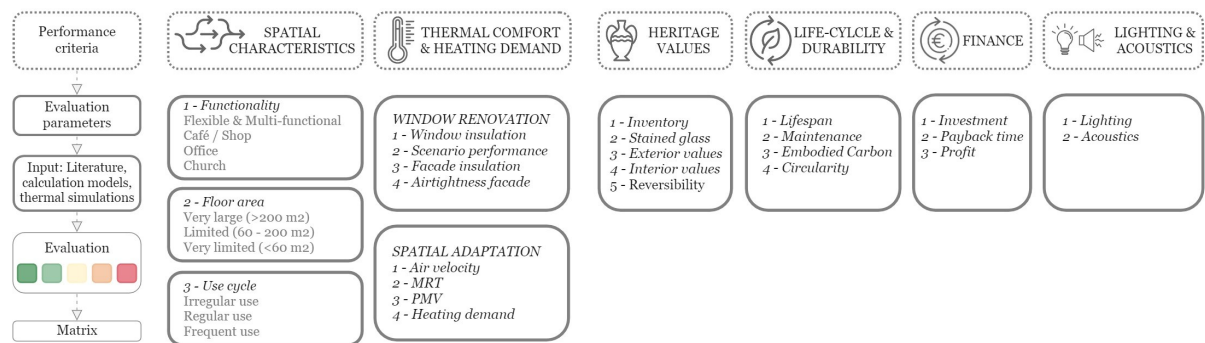 Performance
criteria
Evaluation
parameters
Input: Literature,
calculation models,
thermal simulations
Evaluation
Matrix
SPATIAL
CHARACTERISTICS
1 - Functionality
Flexible & Multi-functional
Café / Shop
Office
Church
2 - Floor area
Very large (>200 m2)
Limited (60 - 200 m2)
Very limited (<60 m2)
3 - Use cycle
Irregular use
Regular use
Frequent use
THERMAL COMFORT
& HEATING DEMAND
WINDOW RENOVATION
1 - Window insulation
2 - Scenario performance
3 - Facade insulation
4 - Airtightness facade
SPATIAL ADAPTATION
1 - Air velocity
2 - MRT
3 - PMV
4 - Heating demand
HERITAGE
VALUES
1 - Inventory
2 - Stained glass
3 - Exterior values
4 - Interior values
5 - Reversibility
LIFE-CYLCLE &
DURABILITY
1 - Lifespan
2 - Maintenance
3 - Embodied Carbon
4 - Circularity
€
FINANCE
1 - Investment
2 - Payback time
3 - Profit
LIGHTING &
ACOUSTICS
1 - Lighting
2 - Acoustics